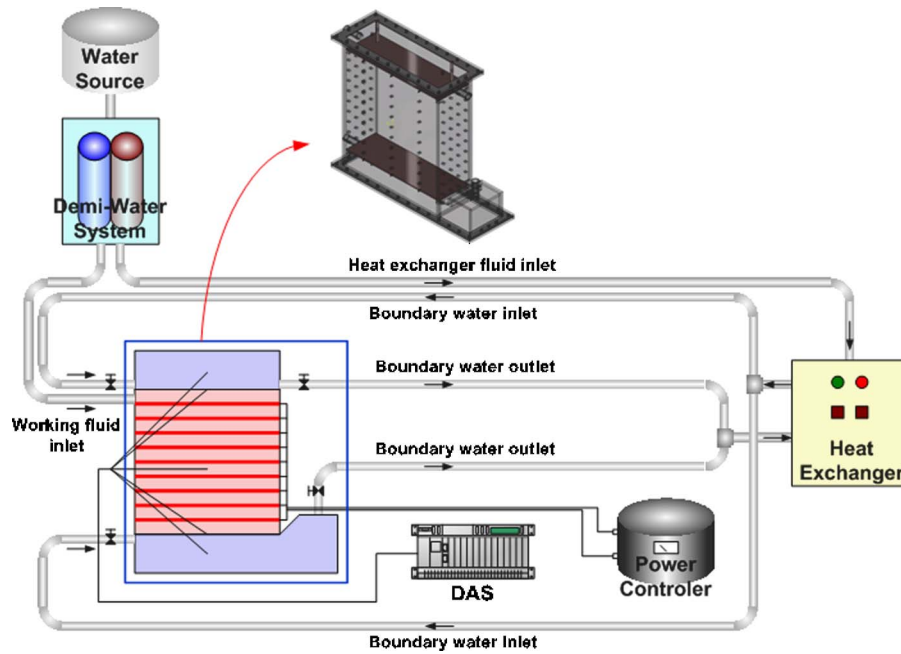 Water
Source
Demi-Water
System
Heat exchanger fluid inlet
Boundary water inlet
Boundary water outlet
Working fluid
inlet
Boundary water outlet
Heat
Exchanger
DAS
Power
Controler
Boundary water Inlet